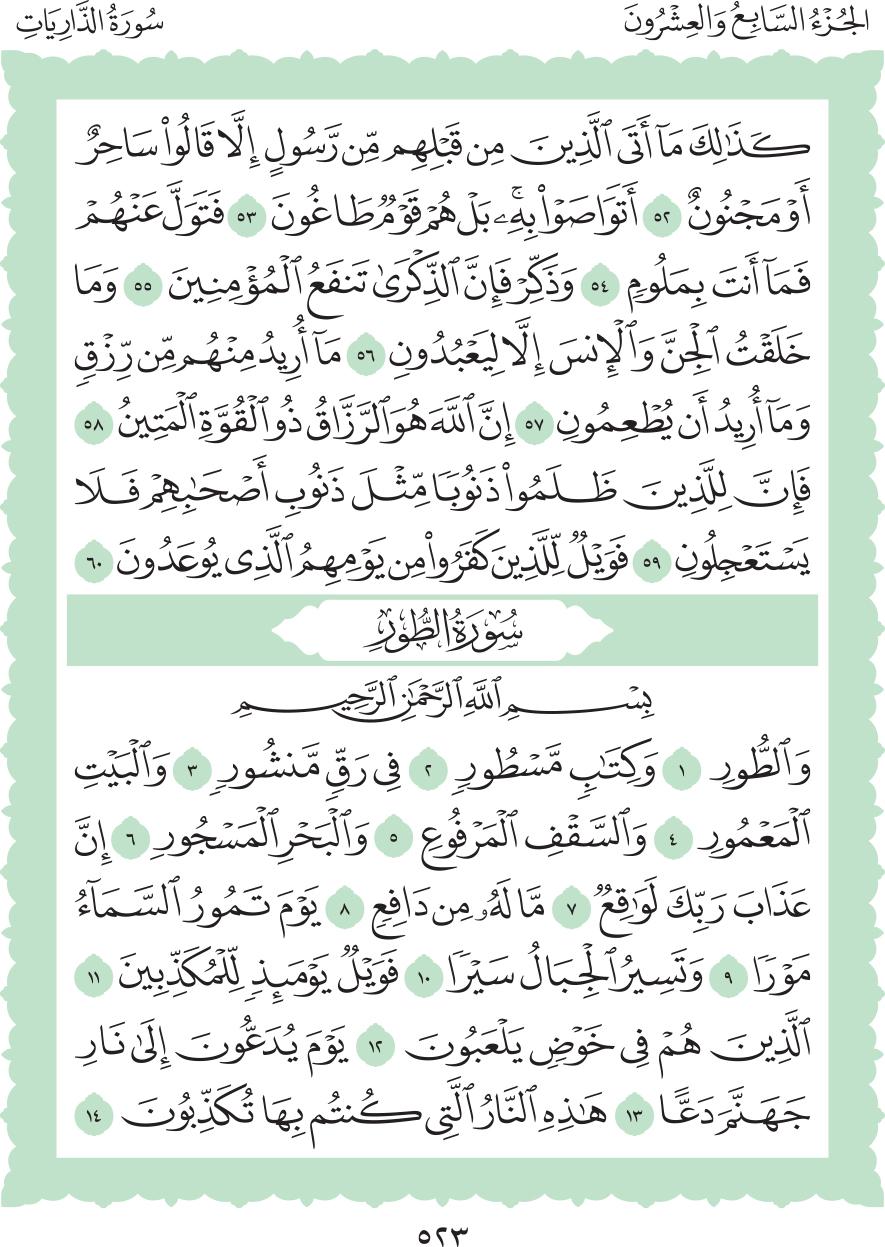 الجُزْءُ السَّابِعُ وَالعِشْرُونَ
سُورَةُ الذَّارِيَاتِ
كَذَٰلِكَ مَآ أَتَى ٱلَّذِينَ مِن قَبْلِهِم مِّن رَّسُولٍ إِلَّا قَالُوا۟ سَاحِرٌ
أَوْ مَجْنُونٌ ٥٢ أَتَوَاصَوْا۟ بِهِۦۚ بَلْ هُمْ قَوْمٌ طَاغُونَ ٥٣ فَتَوَلَّ عَنْهُمْ
فَمَآ أَنتَ بِمَلُومٍ ٥٤ وَذَكِّرْ فَإِنَّ ٱلذِّكْرَىٰ تَنفَعُ ٱلْمُؤْمِنِينَ ٥٥ وَمَا
خَلَقْتُ ٱلْجِنَّ وَٱلْإِنسَ إِلَّا لِيَعْبُدُونِ ٥٦ مَآ أُرِيدُ مِنْهُم مِّن رِّزْقٍ
وَمَآ أُرِيدُ أَن يُطْعِمُونِ ٥٧ إِنَّ ٱللَّهَ هُوَ ٱلرَّزَّاقُ ذُو ٱلْقُوَّةِ ٱلْمَتِينُ ٥٨
فَإِنَّ لِلَّذِينَ ظَلَمُوا۟ ذَنُوبًا مِّثْلَ ذَنُوبِ أَصْحَٰبِهِمْ فَلَا
يَسْتَعْجِلُونِ ٥٩ فَوَيْلٌ لِّلَّذِينَ كَفَرُوا۟ مِن يَوْمِهِمُ ٱلَّذِى يُوعَدُونَ ٦٠
سُورَةُ الطُّورِ
بِسْمِ ٱللَّهِ ٱلرَّحْمَٰنِ ٱلرَّحِيمِ
وَٱلطُّورِ ١ وَكِتَٰبٍ مَّسْطُورٍ ٢ فِى رَقٍّ مَّنشُورٍ ٣ وَٱلْبَيْتِ
ٱلْمَعْمُورِ ٤ وَٱلسَّقْفِ ٱلْمَرْفُوعِ ٥ وَٱلْبَحْرِ ٱلْمَسْجُورِ ٦ إِنَّ
عَذَابَ رَبِّكَ لَوَٰقِعٌ ٧ مَّا لَهُۥ مِن دَافِعٍ ٨ يَوْمَ تَمُورُ ٱلسَّمَآءُ
مَوْرًا ٩ وَتَسِيرُ ٱلْجِبَالُ سَيْرًا ١٠ فَوَيْلٌ يَوْمَئِذٍ لِّلْمُكَذِّبِينَ ١١
ٱلَّذِينَ هُمْ فِى خَوْضٍ يَلْعَبُونَ ١٢ يَوْمَ يُدَعُّونَ إِلَىٰ نَارِ
جَهَنَّمَ دَعًّا ١٣ هَٰذِهِ ٱلنَّارُ ٱلَّتِى كُنتُم بِهَا تُكَذِّبُونَ ١٤
٥٢٣